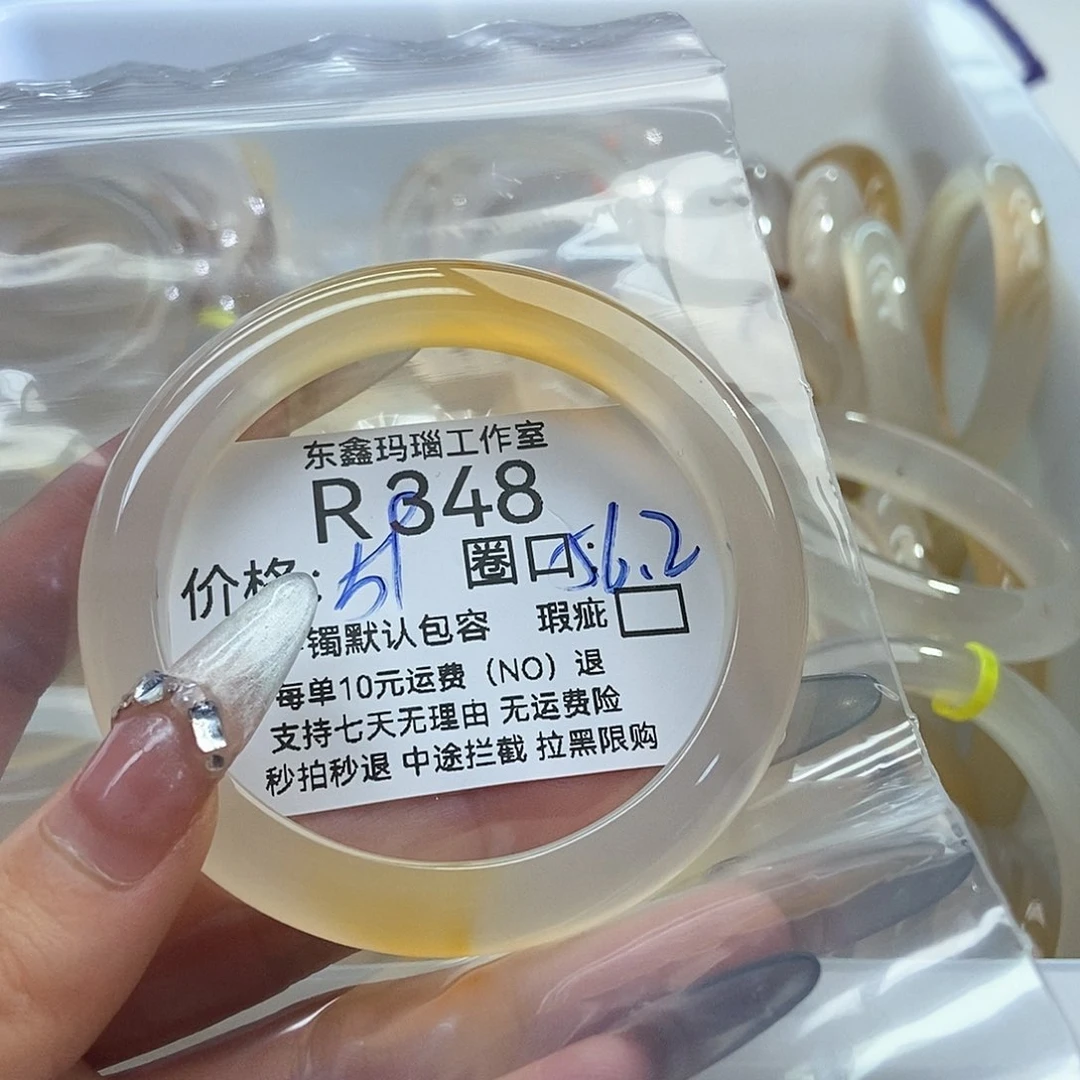 东鑫玛瑙工作室
R348
价格: 圈口: 56.2
镯默认包容 瑕疵
每单10元运费（NO）退
支持七天无理由 无运费险
秒拍秒退 中途拦截 拉黑限购